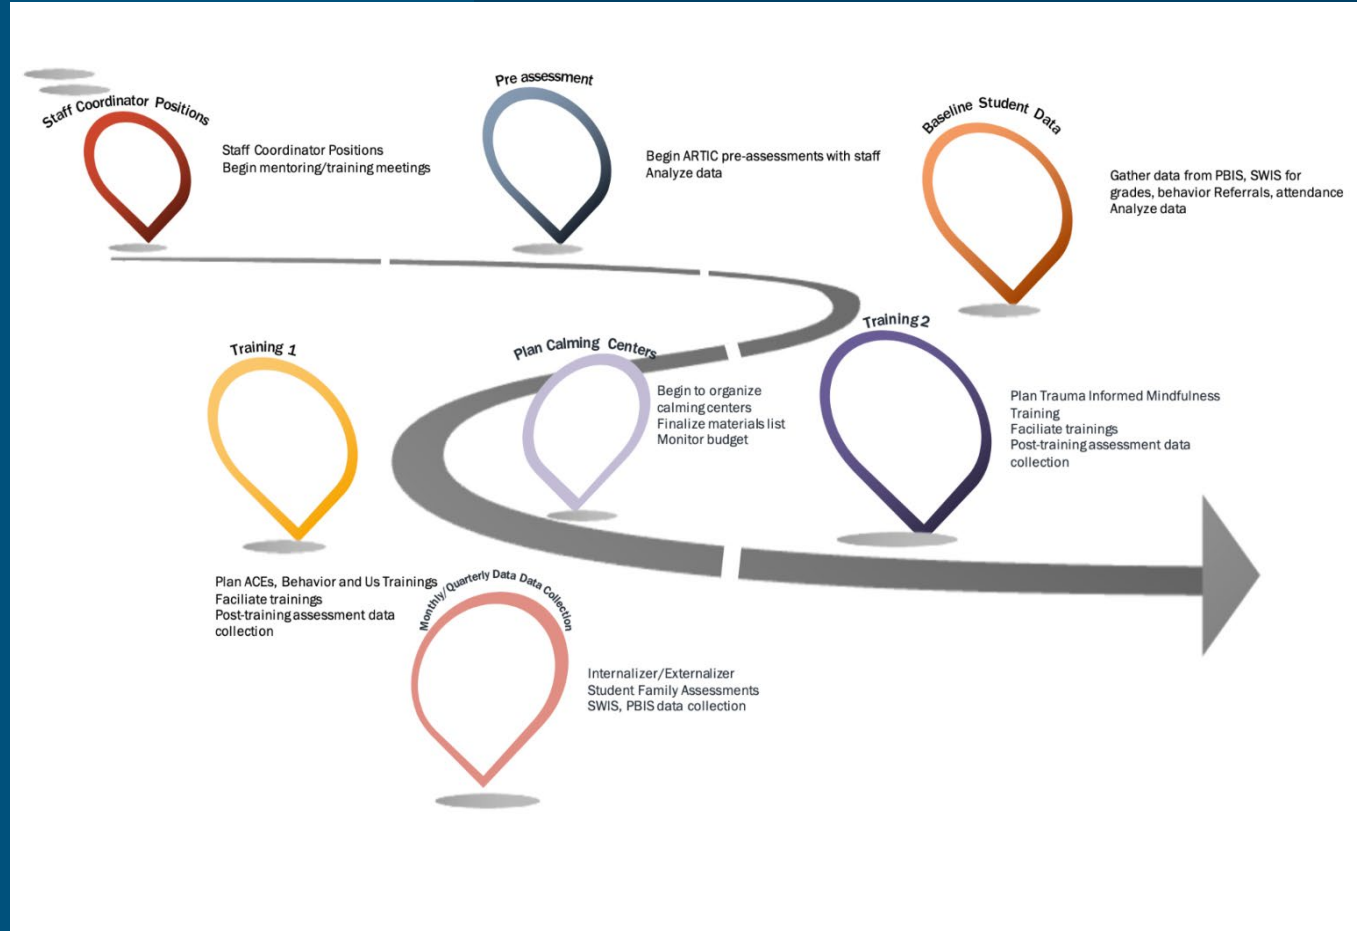 Staff Coordinator Positions
Staff Coordinator Positions
Begin mentoring/training meetings
Pre assessment
Begin ARTIC pre-assessments with staff
Analyze data
Baseline Student Data
Gather data from PBIS, SWIS for
grades, behavior Referrals, attendance
Analyze data
Training 1
Plan ACEs, Behavior and Us Trainings
Faciliate trainings
Post-training assessment data
collection
Plan Calming Centers
Begin to organize
calming centers
Finalize materials list
Monitor budget
Training 2
Plan Trauma Informed Mindfulness
Training
Faciliate trainings
Post-training assessment data
collection
Monthly/Quarterly Data Data Collection
Internalizer/Externalizer
Student Family Assessments
SWIS, PBIS data collection